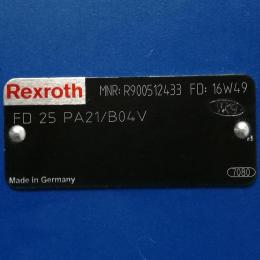 Rexroth MNR: R900512433 FD: 16W49
FD 25 PA21/B04V
Made in Germany
7080